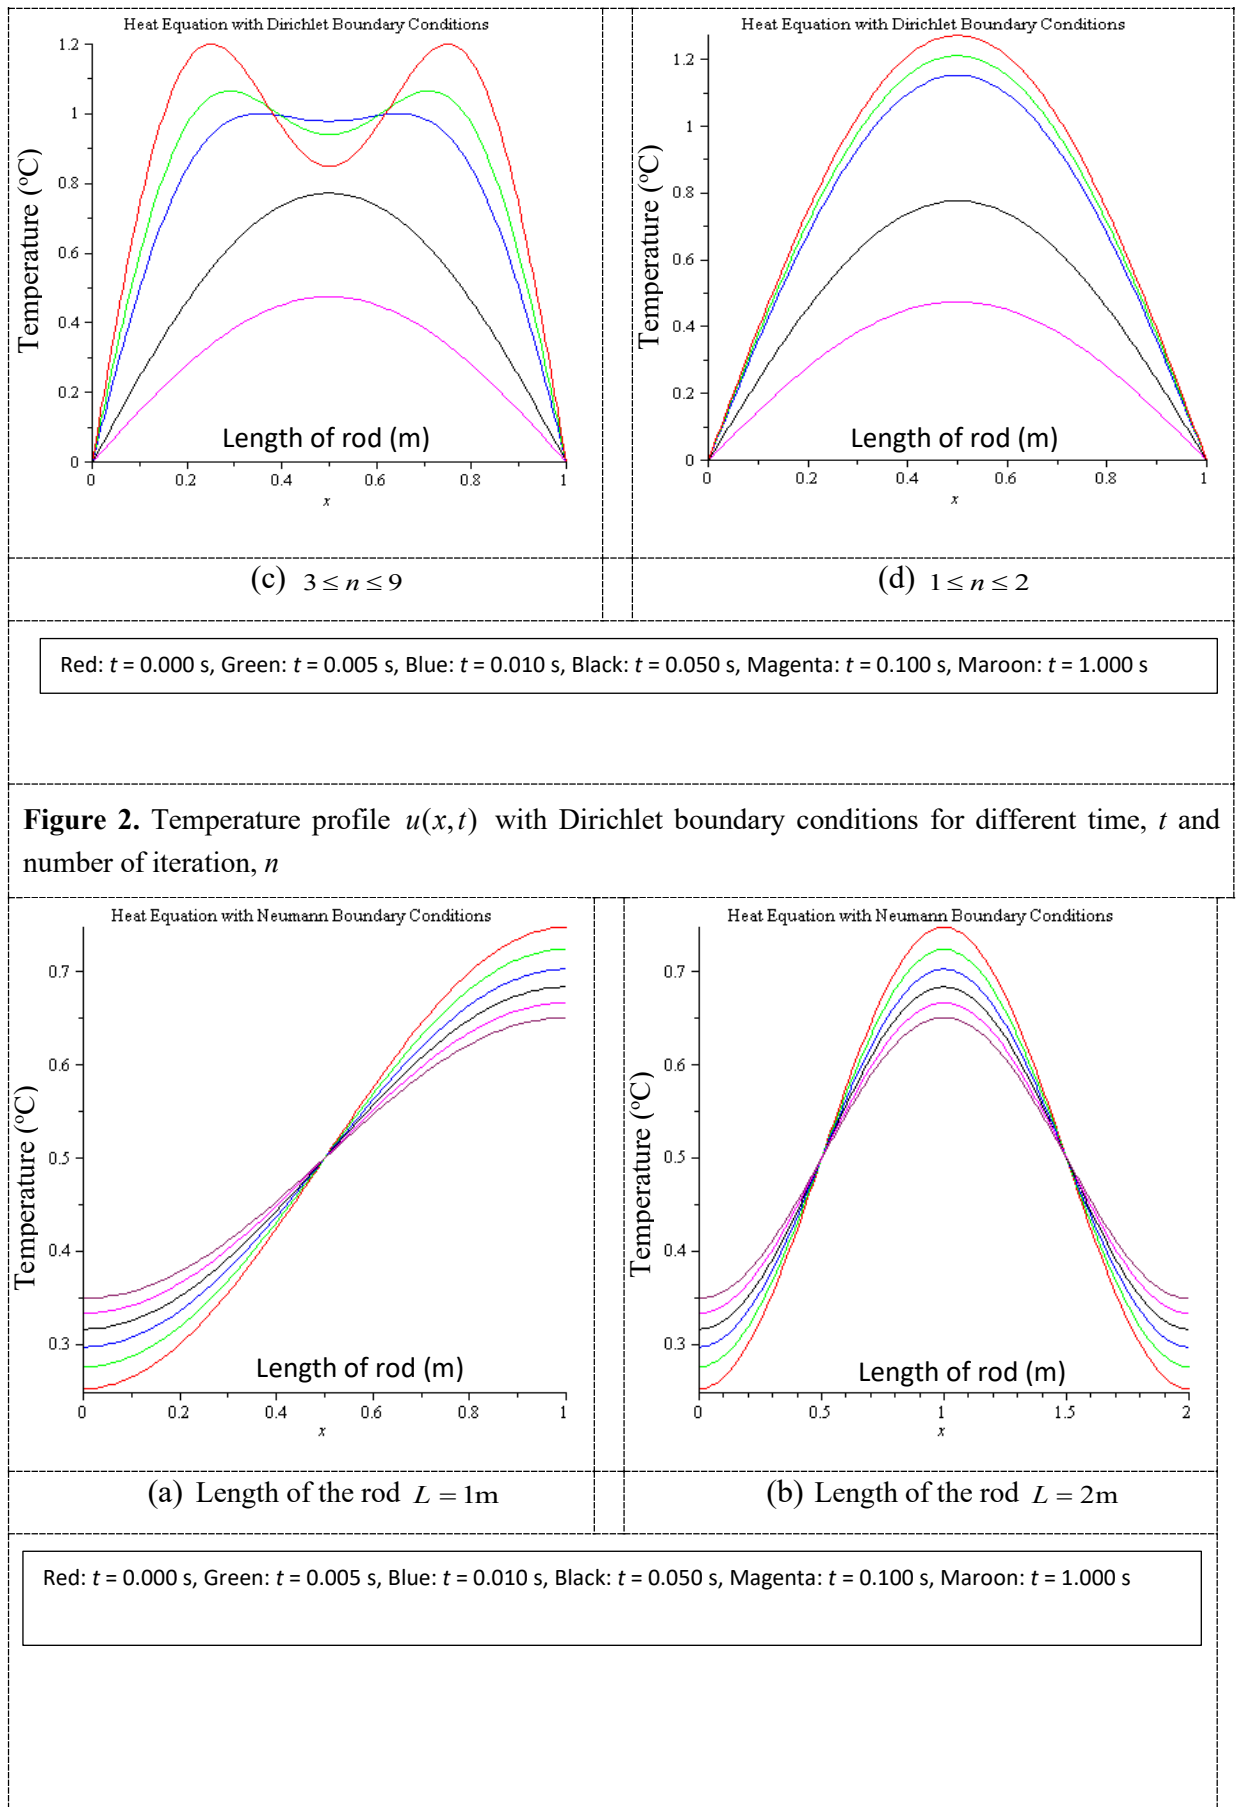 Heat Equation with Dirichlet Boundary Conditions
Temperature (°C)
1.2
1
0.8
0.6
0.4
0.2
0
Length of rod (m)
0 0.2 0.4 0.6 0.8 1
x
Heat Equation with Dirichlet Boundary Conditions
Temperature (°C)
1.2
1
0.8
0.6
0.4
0.2
0
Length of rod (m)
0 0.2 0.4 0.6 0.8 1
x
(c) 3 ≤ n ≤ 9
(d) 1 ≤ n ≤ 2
Red: t = 0.000 s, Green: t = 0.005 s, Blue: t = 0.010 s, Black: t = 0.050 s, Magenta: t = 0.100 s, Maroon: t = 1.000 s
Figure 2. Temperature profile u(x,t) with Dirichlet boundary conditions for different time, t and
number of iteration, n
Heat Equation with Neumann Boundary Conditions
Temperature (°C)
0.7
0.6
0.5
0.4
0.3
Length of rod (m)
0 0.2 0.4 0.6 0.8 1
x
Heat Equation with Neumann Boundary Conditions
Temperature (°C)
0.7
0.6
0.5
0.4
0.3
Length of rod (m)
0 0.5 1 1.5 2
x
(a) Length of the rod L = 1m
(b) Length of the rod L = 2m
Red: t = 0.000 s, Green: t = 0.005 s, Blue: t = 0.010 s, Black: t = 0.050 s, Magenta: t = 0.100 s, Maroon: t = 1.000 s